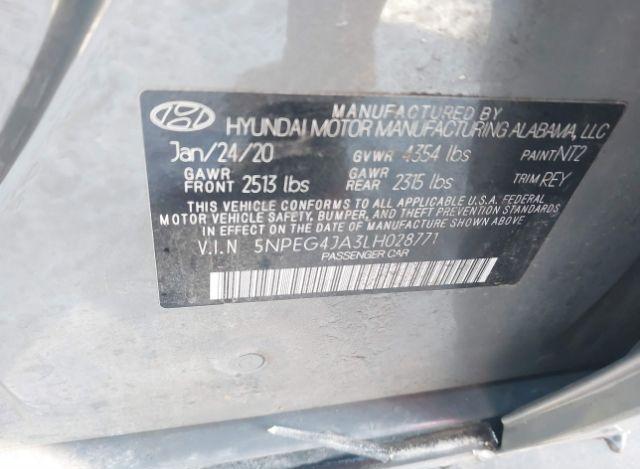 MANUFACTURED BY
HYUNDAI MOTOR MANUFACTURING ALABAMA, LLC
Jan/24/20 GVWR 4354 lbs PAINT NT2
GAWR FRONT 2513 lbs GAWR REAR 2315 lbs TRIM REY
THIS VEHICLE CONFORMS TO ALL APPLICABLE U.S.A. FEDERAL
MOTOR VEHICLE SAFETY, BUMPER, AND THEFT PREVENTION STANDARDS
IN EFFECT ON THE DATE OF MANUFACTURE SHOWN ABOVE
V.I.N 5NPEG4JA3LH028771
PASSENGER CAR